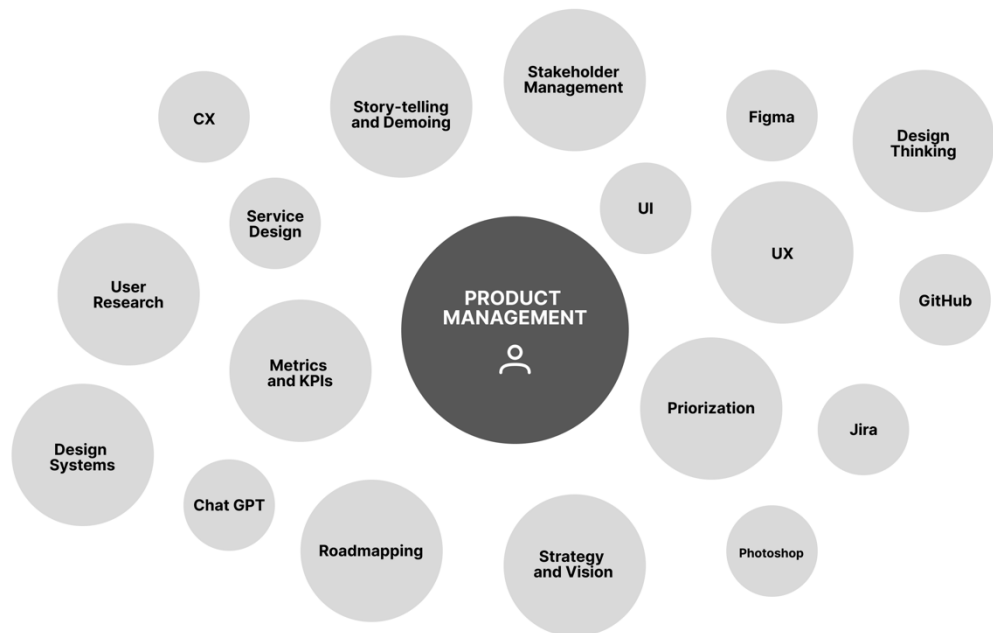 Stakeholder
Management
Story-telling
and Demoing
CX
Figma
Design
Thinking
UI
Service
Design
UX
User
Research
PRODUCT
MANAGEMENT
GitHub
Metrics
and KPIs
Priorization
Jira
Design
Systems
Chat GPT
Roadmapping
Strategy
and Vision
Photoshop